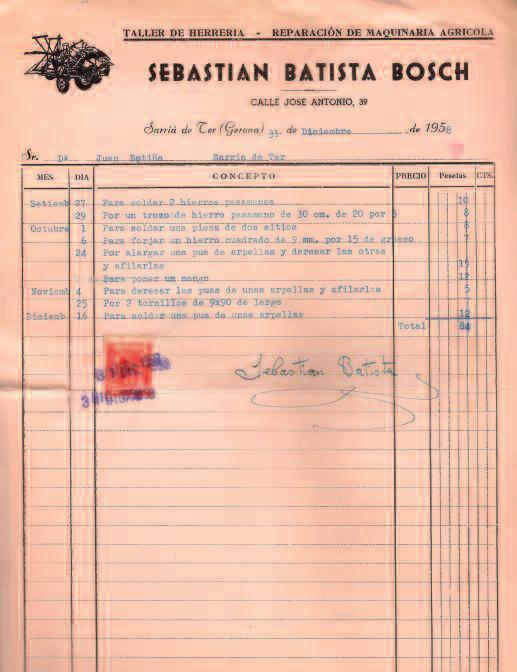 TALLER DE HERRERIA - REPARACIÓN DE MAQUINARIA AGRICOLA
SEBASTIAN BATISTA BOSCH
CALLE JOSE ANTONIO, 39
Sarriá de Ter (Gerona) 31 de Diciembre de 1958
Sr. Dº Juan Botiña Sarria de Ter
MES DIA CONCEPTO PRECIO Pesetas CTS.
Setiemb 27 Para soldar 2 hierros pasamonos 10
29 Por un trozo de hierro pasamono de 30 cm. de 20 por 5 8
Octubre 1 Para soldar una piesa de dos sitios 8
6 Para forjar un hierro cuadrado de 9 mm. por 15 de grueso 7
24 Por alargar una pua de arpellas y deresar las otras
y afilarlas 15
Para poner un mango 12
Noviemb 4 Para deresar les puas de unas arpellas y afilarlas 5
25 Por 2 tornillos de 9x90 de largo 7
Diciemb. 16 Para soldar una pua de unas arpellas 12
Total 84
Sebastian Batista